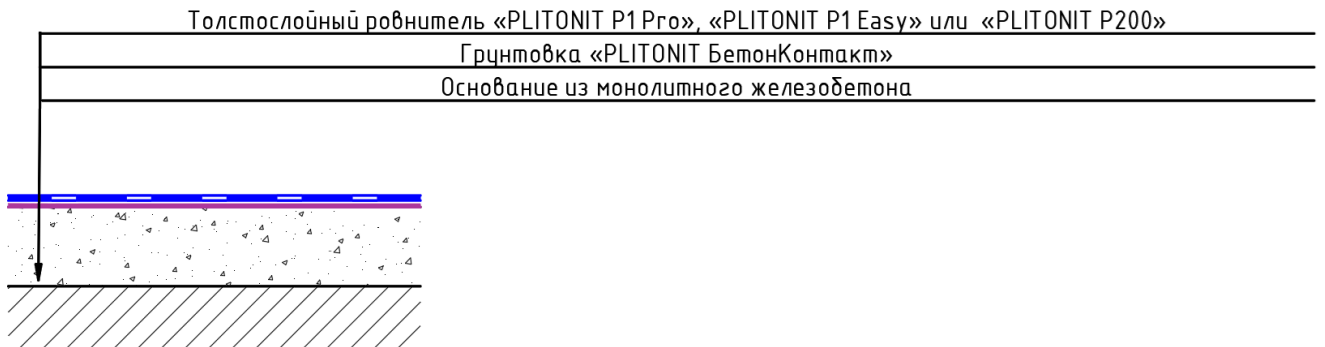 Толстослойный ровнитель «PLITONIT P1 Pro», «PLITONIT P1 Easy» или «PLITONIT P200»
Грунтовка «PLITONIT БетонКонтакт»
Основание из монолитного железобетона